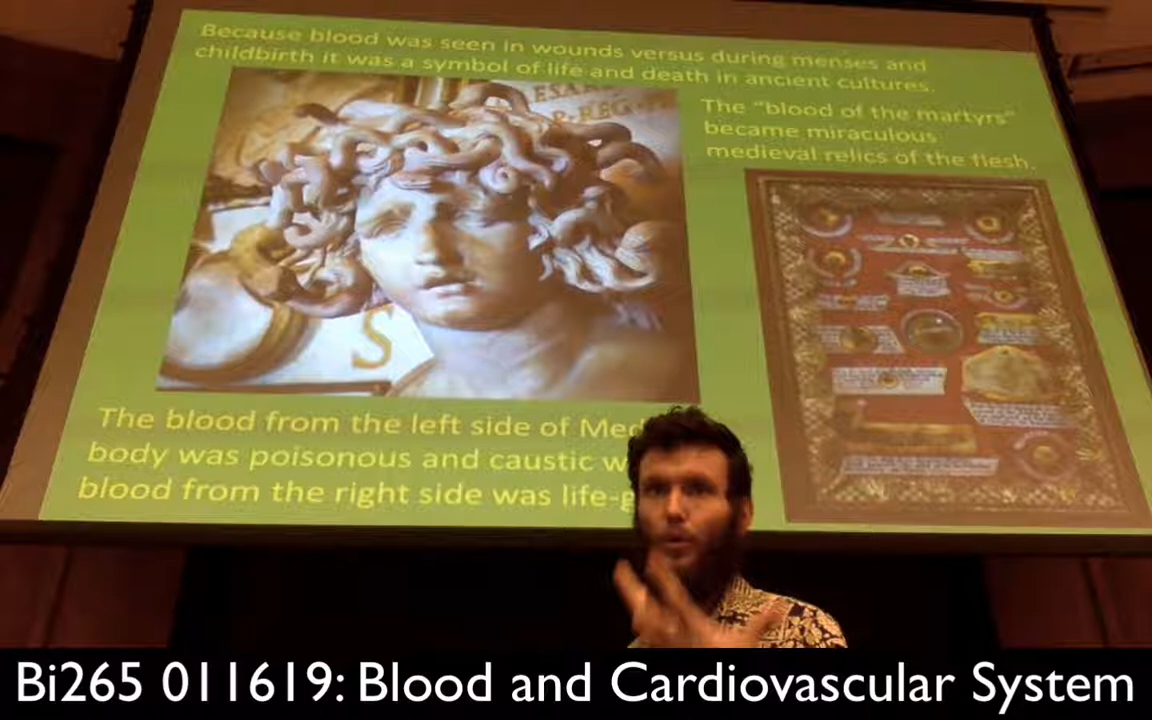 Because blood was seen in wounds versus during menses and
childbirth it was a symbol of life and death in ancient cultures.
ESAR
& REG
The "blood of the martyrs"
became miraculous
medieval relics of the flesh.
S
The blood from the left side of Med
body was poisonous and caustic w
blood from the right side was life-g
Bi265 011619: Blood and Cardiovascular System